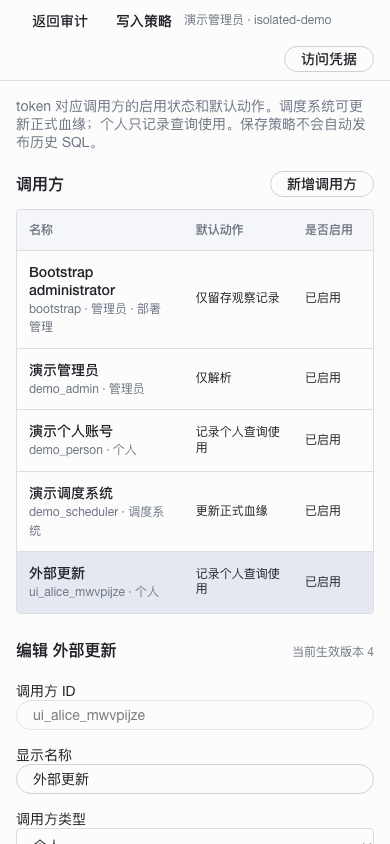 返回审计 写入策略 演示管理员 · isolated-demo
访问凭据
token 对应调用方的启用状态和默认动作。调度系统可更
新正式血缘；个人只记录查询使用。保存策略不会自动发
布历史 SQL。
调用方 新增调用方
名称 默认动作 是否启用
Bootstrap
administrator
bootstrap · 管理员 · 部署
管理
仅留存观察记录 已启用
演示管理员
demo_admin · 管理员
仅解析 已启用
演示个人账号
demo_person · 个人
记录个人查询使
用
已启用
演示调度系统
demo_scheduler · 调度系
统
更新正式血缘 已启用
外部更新
ui_alice_mwvpijze · 个人
记录个人查询使
用
已启用
编辑 外部更新 当前生效版本 4
调用方 ID
ui_alice_mwvpijze
显示名称
外部更新
调用方类型
个人